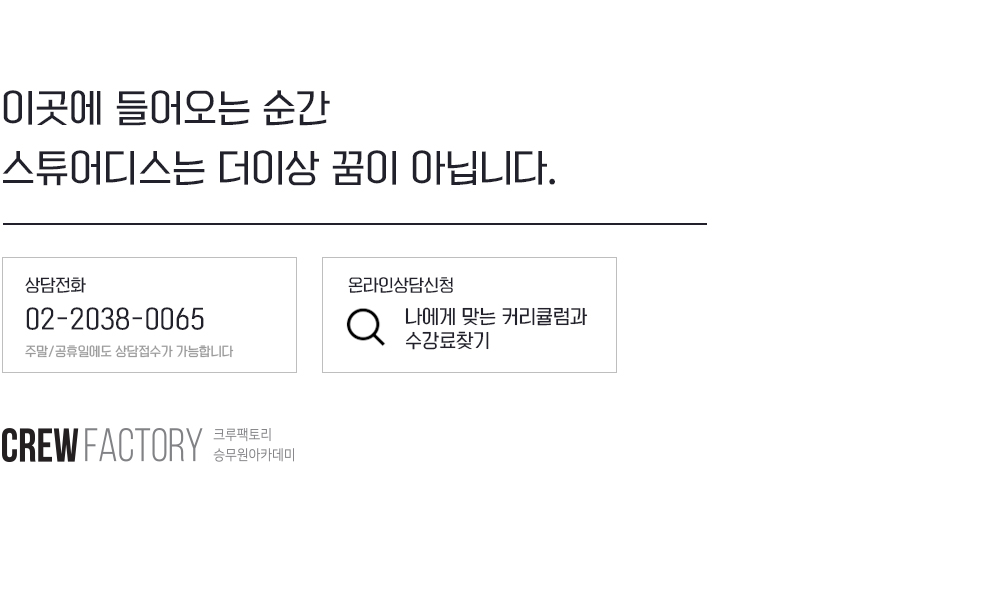 이곳에 들어오는 순간
스튜어디스는 더이상 꿈이 아닙니다.
상담전화
02-2038-0065
주말/공휴일에도 상담접수가 가능합니다
온라인상담신청
나에게 맞는 커리큘럼과
수강료찾기
CREW FACTORY
크루팩토리
승무원아카데미